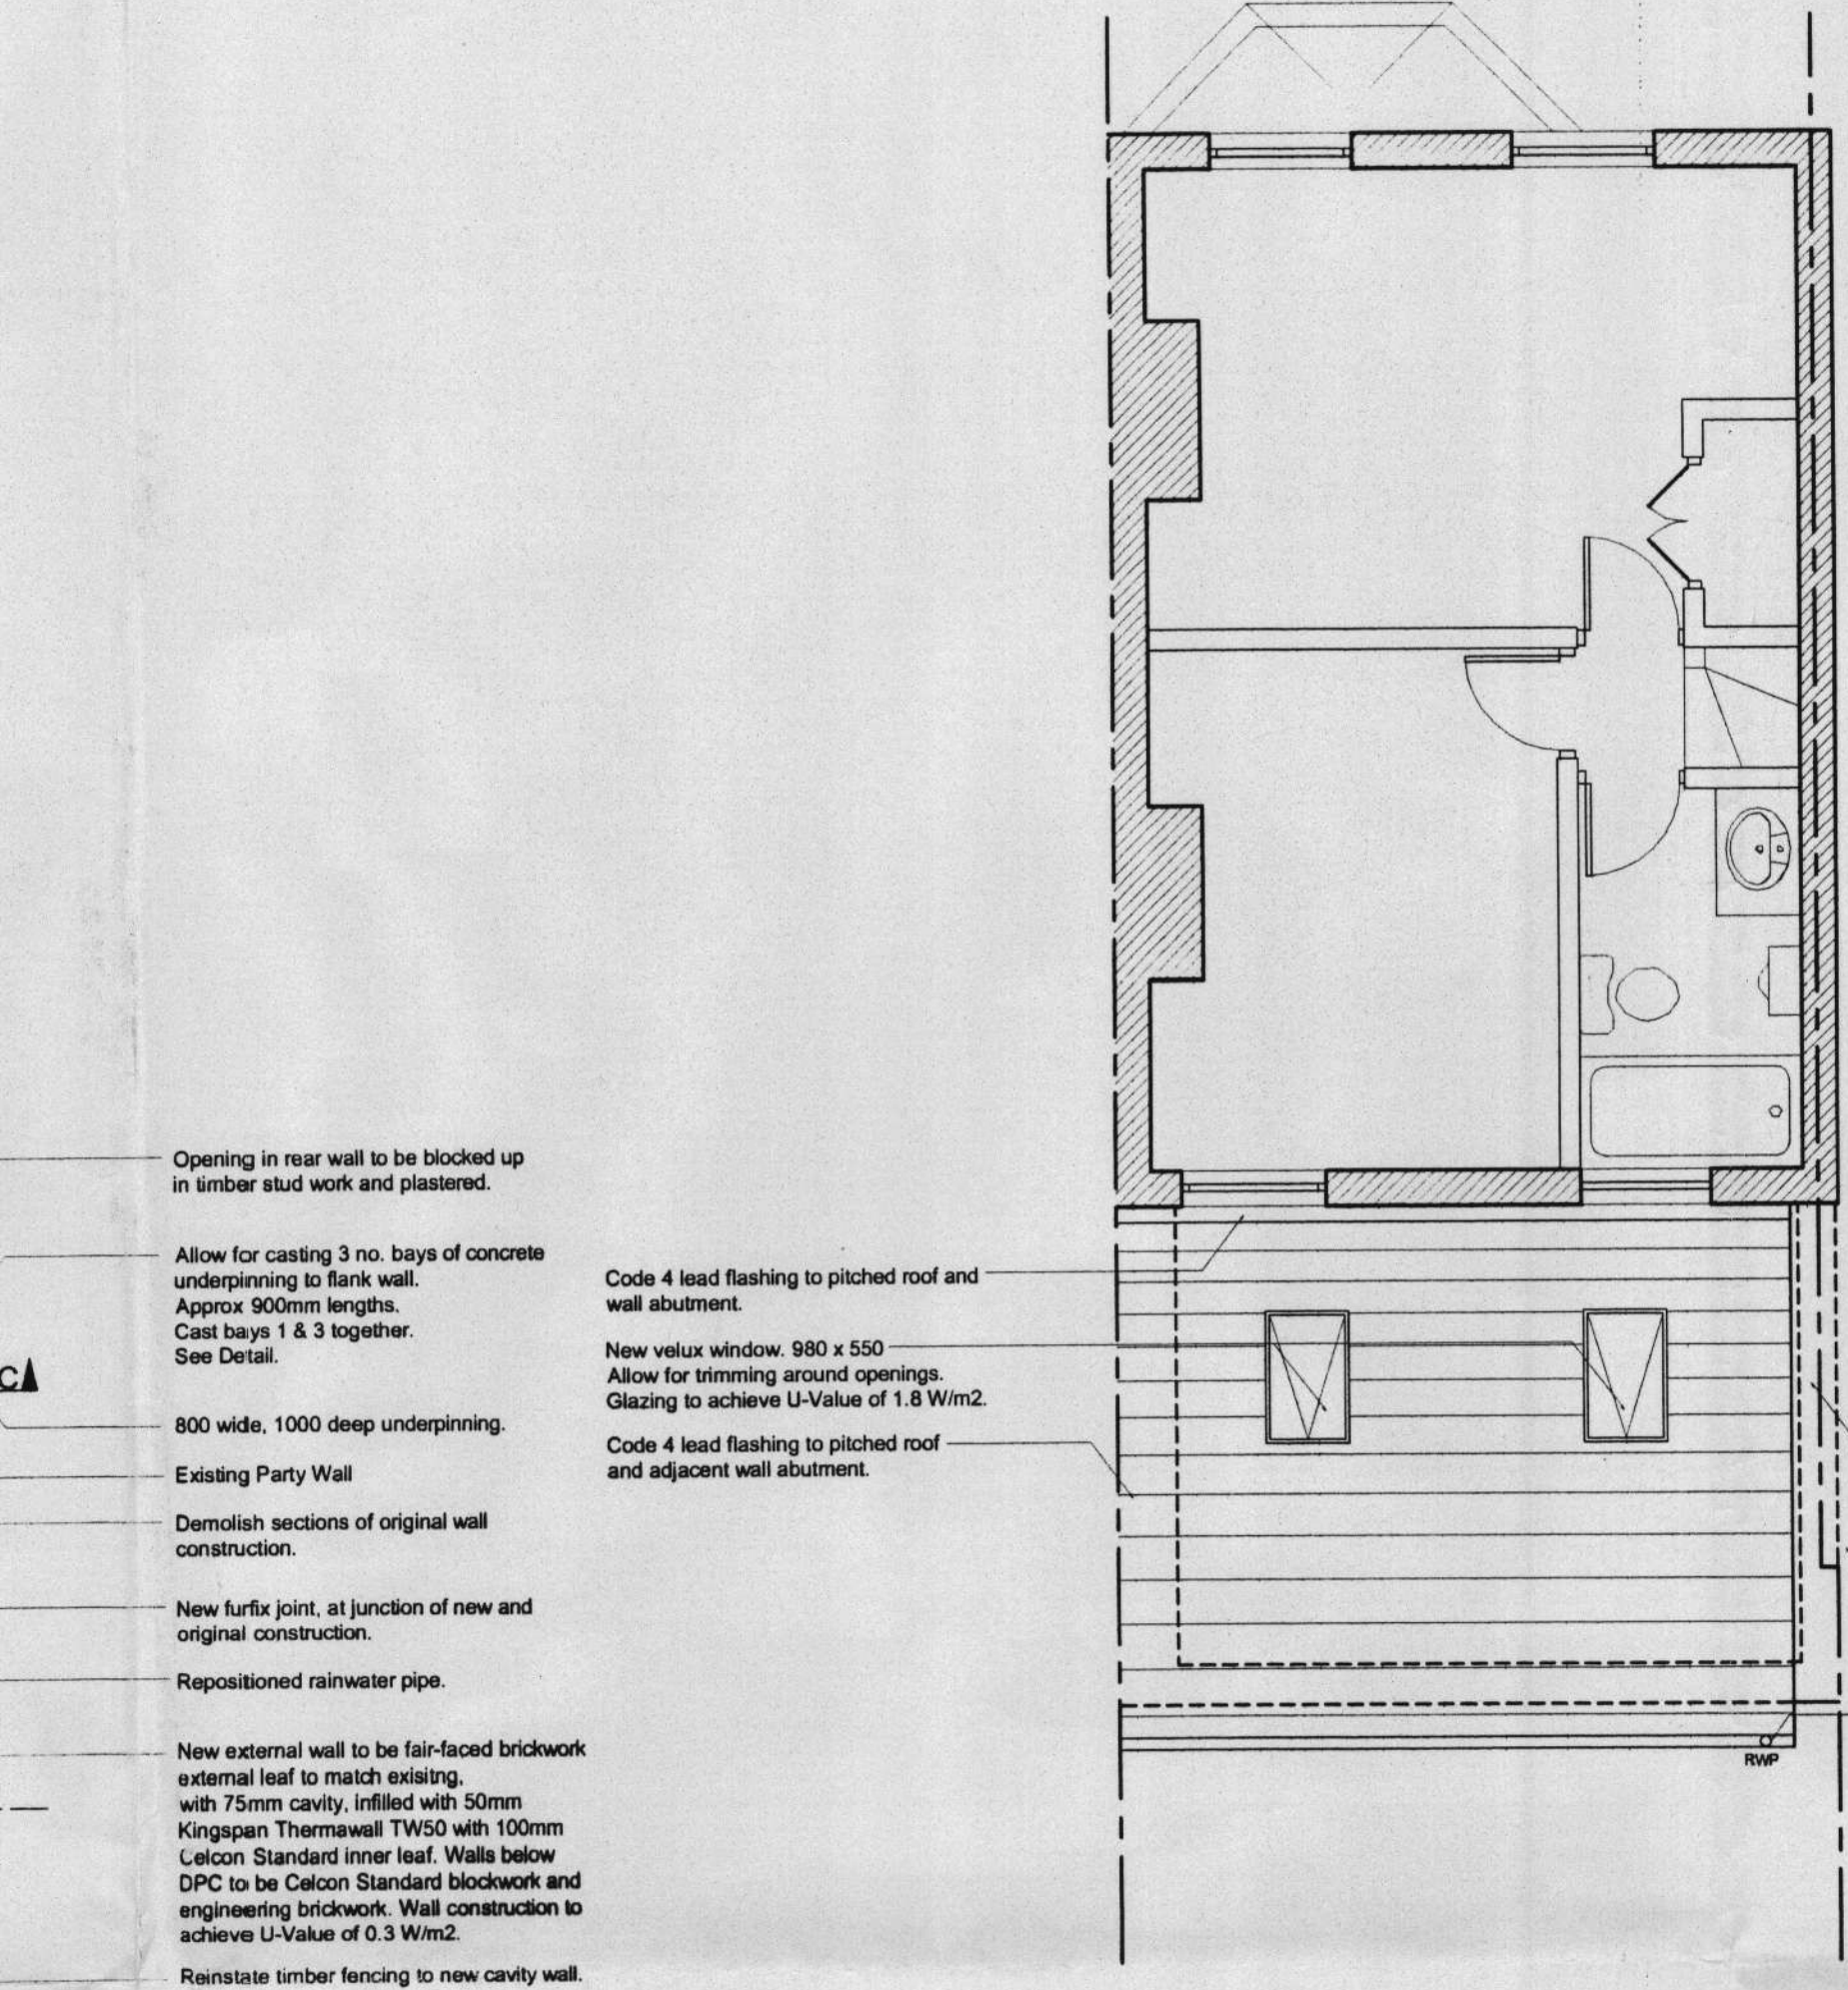 Opening in rear wall to be blocked up
in timber stud work and plastered.
Allow for casting 3 no. bays of concrete
underpinning to flank wall.
Approx 900mm lengths.
Cast bays 1 & 3 together.
See Detail.
C
800 wide, 1000 deep underpinning.
Existing Party Wall
Demolish sections of original wall
construction.
New furfix joint, at junction of new and
original construction.
Repositioned rainwater pipe.
New external wall to be fair-faced brickwork
external leaf to match exisitng,
with 75mm cavity, infilled with 50mm
Kingspan Thermawall TW50 with 100mm
Celcon Standard inner leaf. Walls below
DPC to be Celcon Standard blockwork and
engineering brickwork. Wall construction to
achieve U-Value of 0.3 W/m2.
Reinstate timber fencing to new cavity wall.
Code 4 lead flashing to pitched roof and
wall abutment.
New velux window. 980 x 550
Allow for trimming around openings.
Glazing to achieve U-Value of 1.8 W/m2.
Code 4 lead flashing to pitched roof
and adjacent wall abutment.
RWP